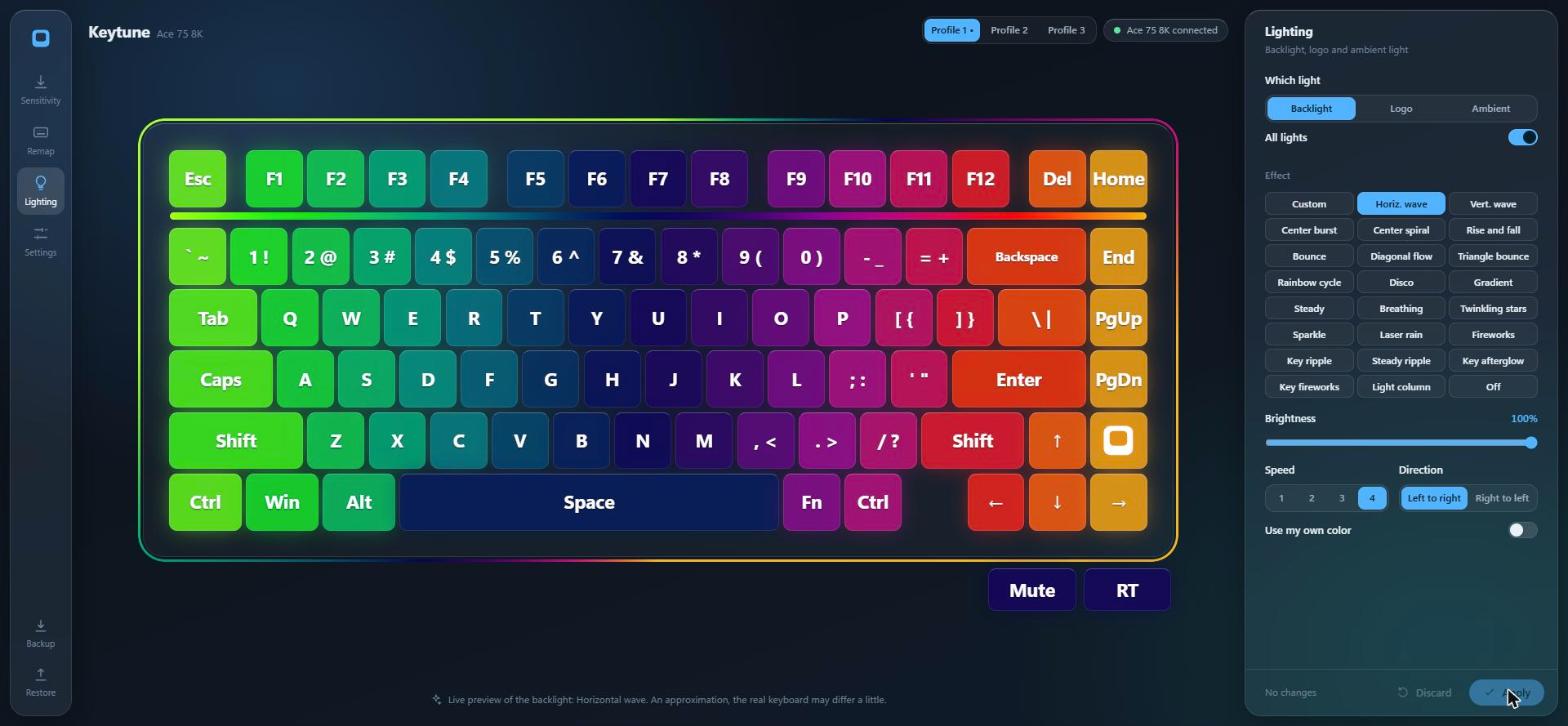 Keytune Ace 75 8K
Profile 1 • Profile 2 Profile 3
Ace 75 8K connected
Sensitivity
Remap
Lighting
Settings
Backup
Restore
Esc F1 F2 F3 F4 F5 F6 F7 F8 F9 F10 F11 F12 Del Home
` ~ 1 ! 2 @ 3 # 4 $ 5 % 6 ^ 7 & 8 * 9 ( 0 ) - _ = + Backspace End
Tab Q W E R T Y U I O P [ { ] } \ | PgUp
Caps A S D F G H J K L ; : ' " Enter PgDn
Shift Z X C V B N M , < . > / ? Shift ↑
Ctrl Win Alt Space Fn Ctrl ← ↓ →
Mute RT
Live preview of the backlight: Horizontal wave. An approximation, the real keyboard may differ a little.
Lighting
Backlight, logo and ambient light
Which light
Backlight Logo Ambient
All lights
Effect
Custom Horiz. wave Vert. wave
Center burst Center spiral Rise and fall
Bounce Diagonal flow Triangle bounce
Rainbow cycle Disco Gradient
Steady Breathing Twinkling stars
Sparkle Laser rain Fireworks
Key ripple Steady ripple Key afterglow
Key fireworks Light column Off
Brightness 100%
Speed Direction
1 2 3 4 Left to right Right to left
Use my own color
No changes Discard Apply